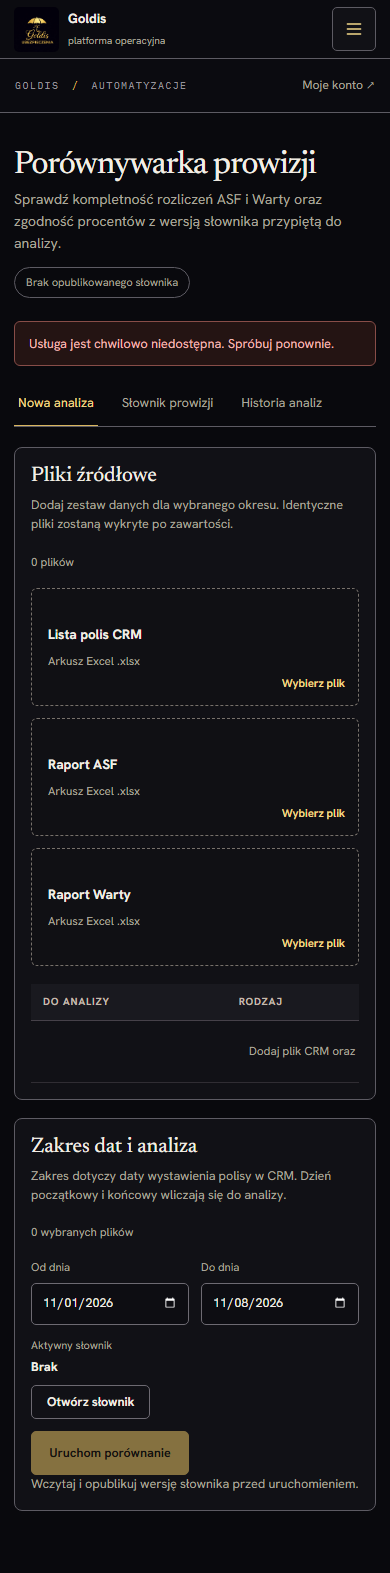 Goldis
Goldis
UBEZPIECZENIA
platforma operacyjna
GOLDIS / AUTOMATYZACJE
Moje konto ↗
Porównywarka prowizji
Sprawdź kompletność rozliczeń ASF i Warty oraz
zgodność procentów z wersją słownika przypiętą do
analizy.
Brak opublikowanego słownika
Usługa jest chwilowo niedostępna. Spróbuj ponownie.
Nowa analiza Słownik prowizji Historia analiz
Pliki źródłowe
Dodaj zestaw danych dla wybranego okresu. Identyczne
pliki zostaną wykryte po zawartości.
0 plików
Lista polis CRM
Arkusz Excel .xlsx
Wybierz plik
Raport ASF
Arkusz Excel .xlsx
Wybierz plik
Raport Warty
Arkusz Excel .xlsx
Wybierz plik
DO ANALIZY RODZAJ
Dodaj plik CRM oraz
Zakres dat i analiza
Zakres dotyczy daty wystawienia polisy w CRM. Dzień
początkowy i końcowy wliczają się do analizy.
0 wybranych plików
Od dnia Do dnia
11/01/2026 11/08/2026
Aktywny słownik
Brak
Otwórz słownik
Uruchom porównanie
Wczytaj i opublikuj wersję słownika przed uruchomieniem.